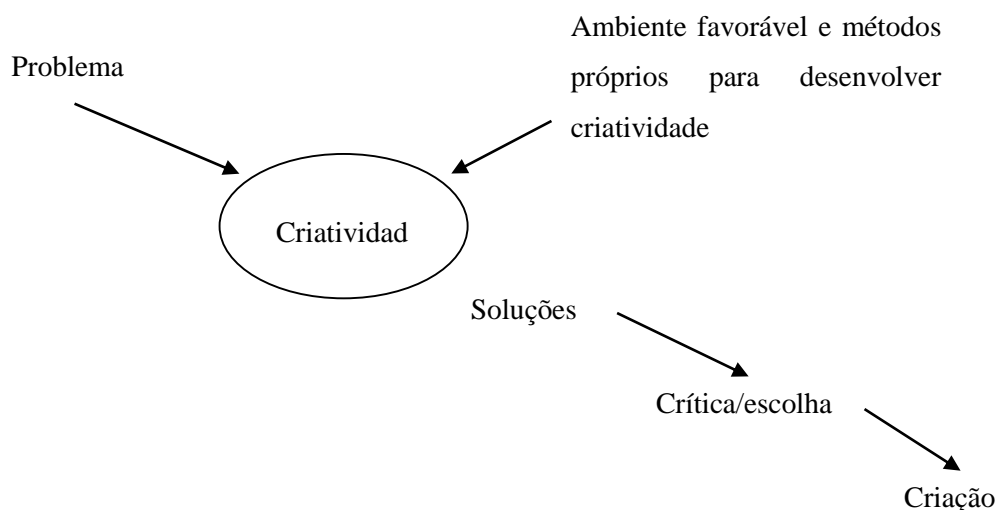 Ambiente favorável e métodos
próprios para desenvolver
criatividade
Problema
Criatividad
Soluções
Crítica/escolha
Criação